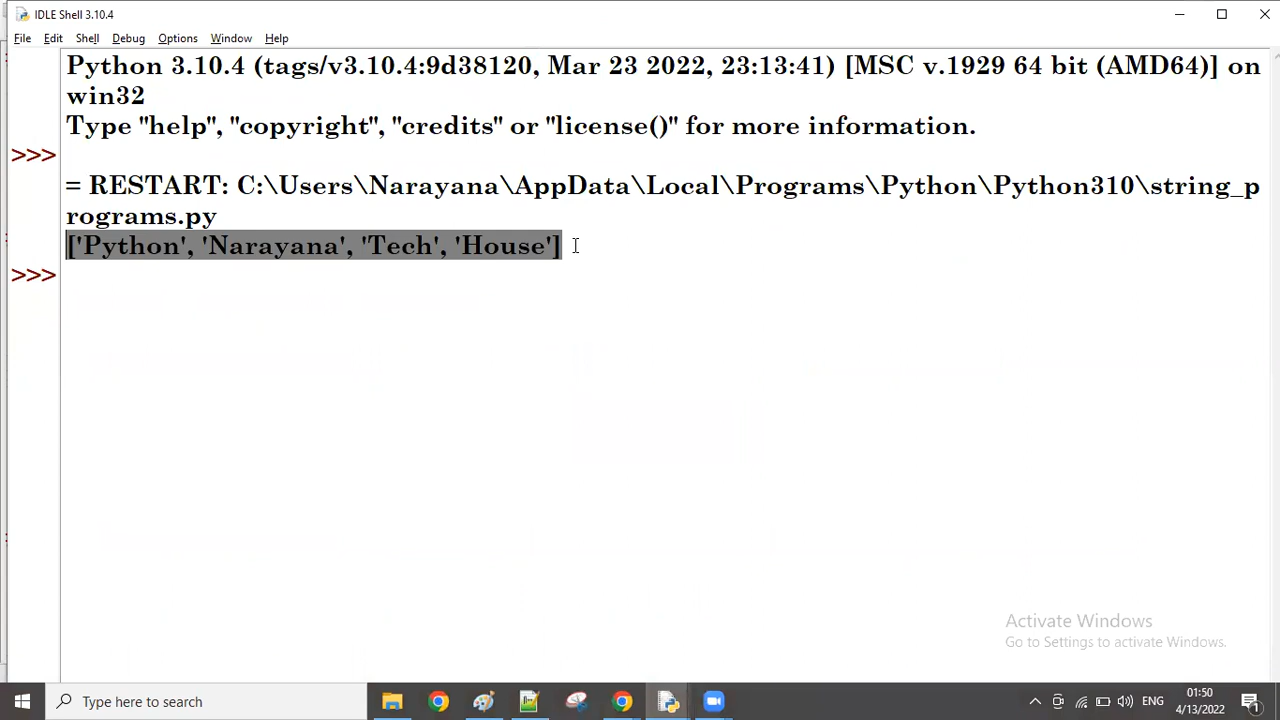 IDLE Shell 3.10.4
File Edit Shell Debug Options Window Help
Python 3.10.4 (tags/v3.10.4:9d38120, Mar 23 2022, 23:13:41) [MSC v.1929 64 bit (AMD64)] on
win32
Type "help", "copyright", "credits" or "license()" for more information.
>>>
= RESTART: C:\Users\Narayana\AppData\Local\Programs\Python\Python310\string_p
rograms.py
['Python', 'Narayana', 'Tech', 'House']
>>>
Activate Windows
Go to Settings to activate Windows.
Type here to search
ENG
01:50
4/13/2022
1